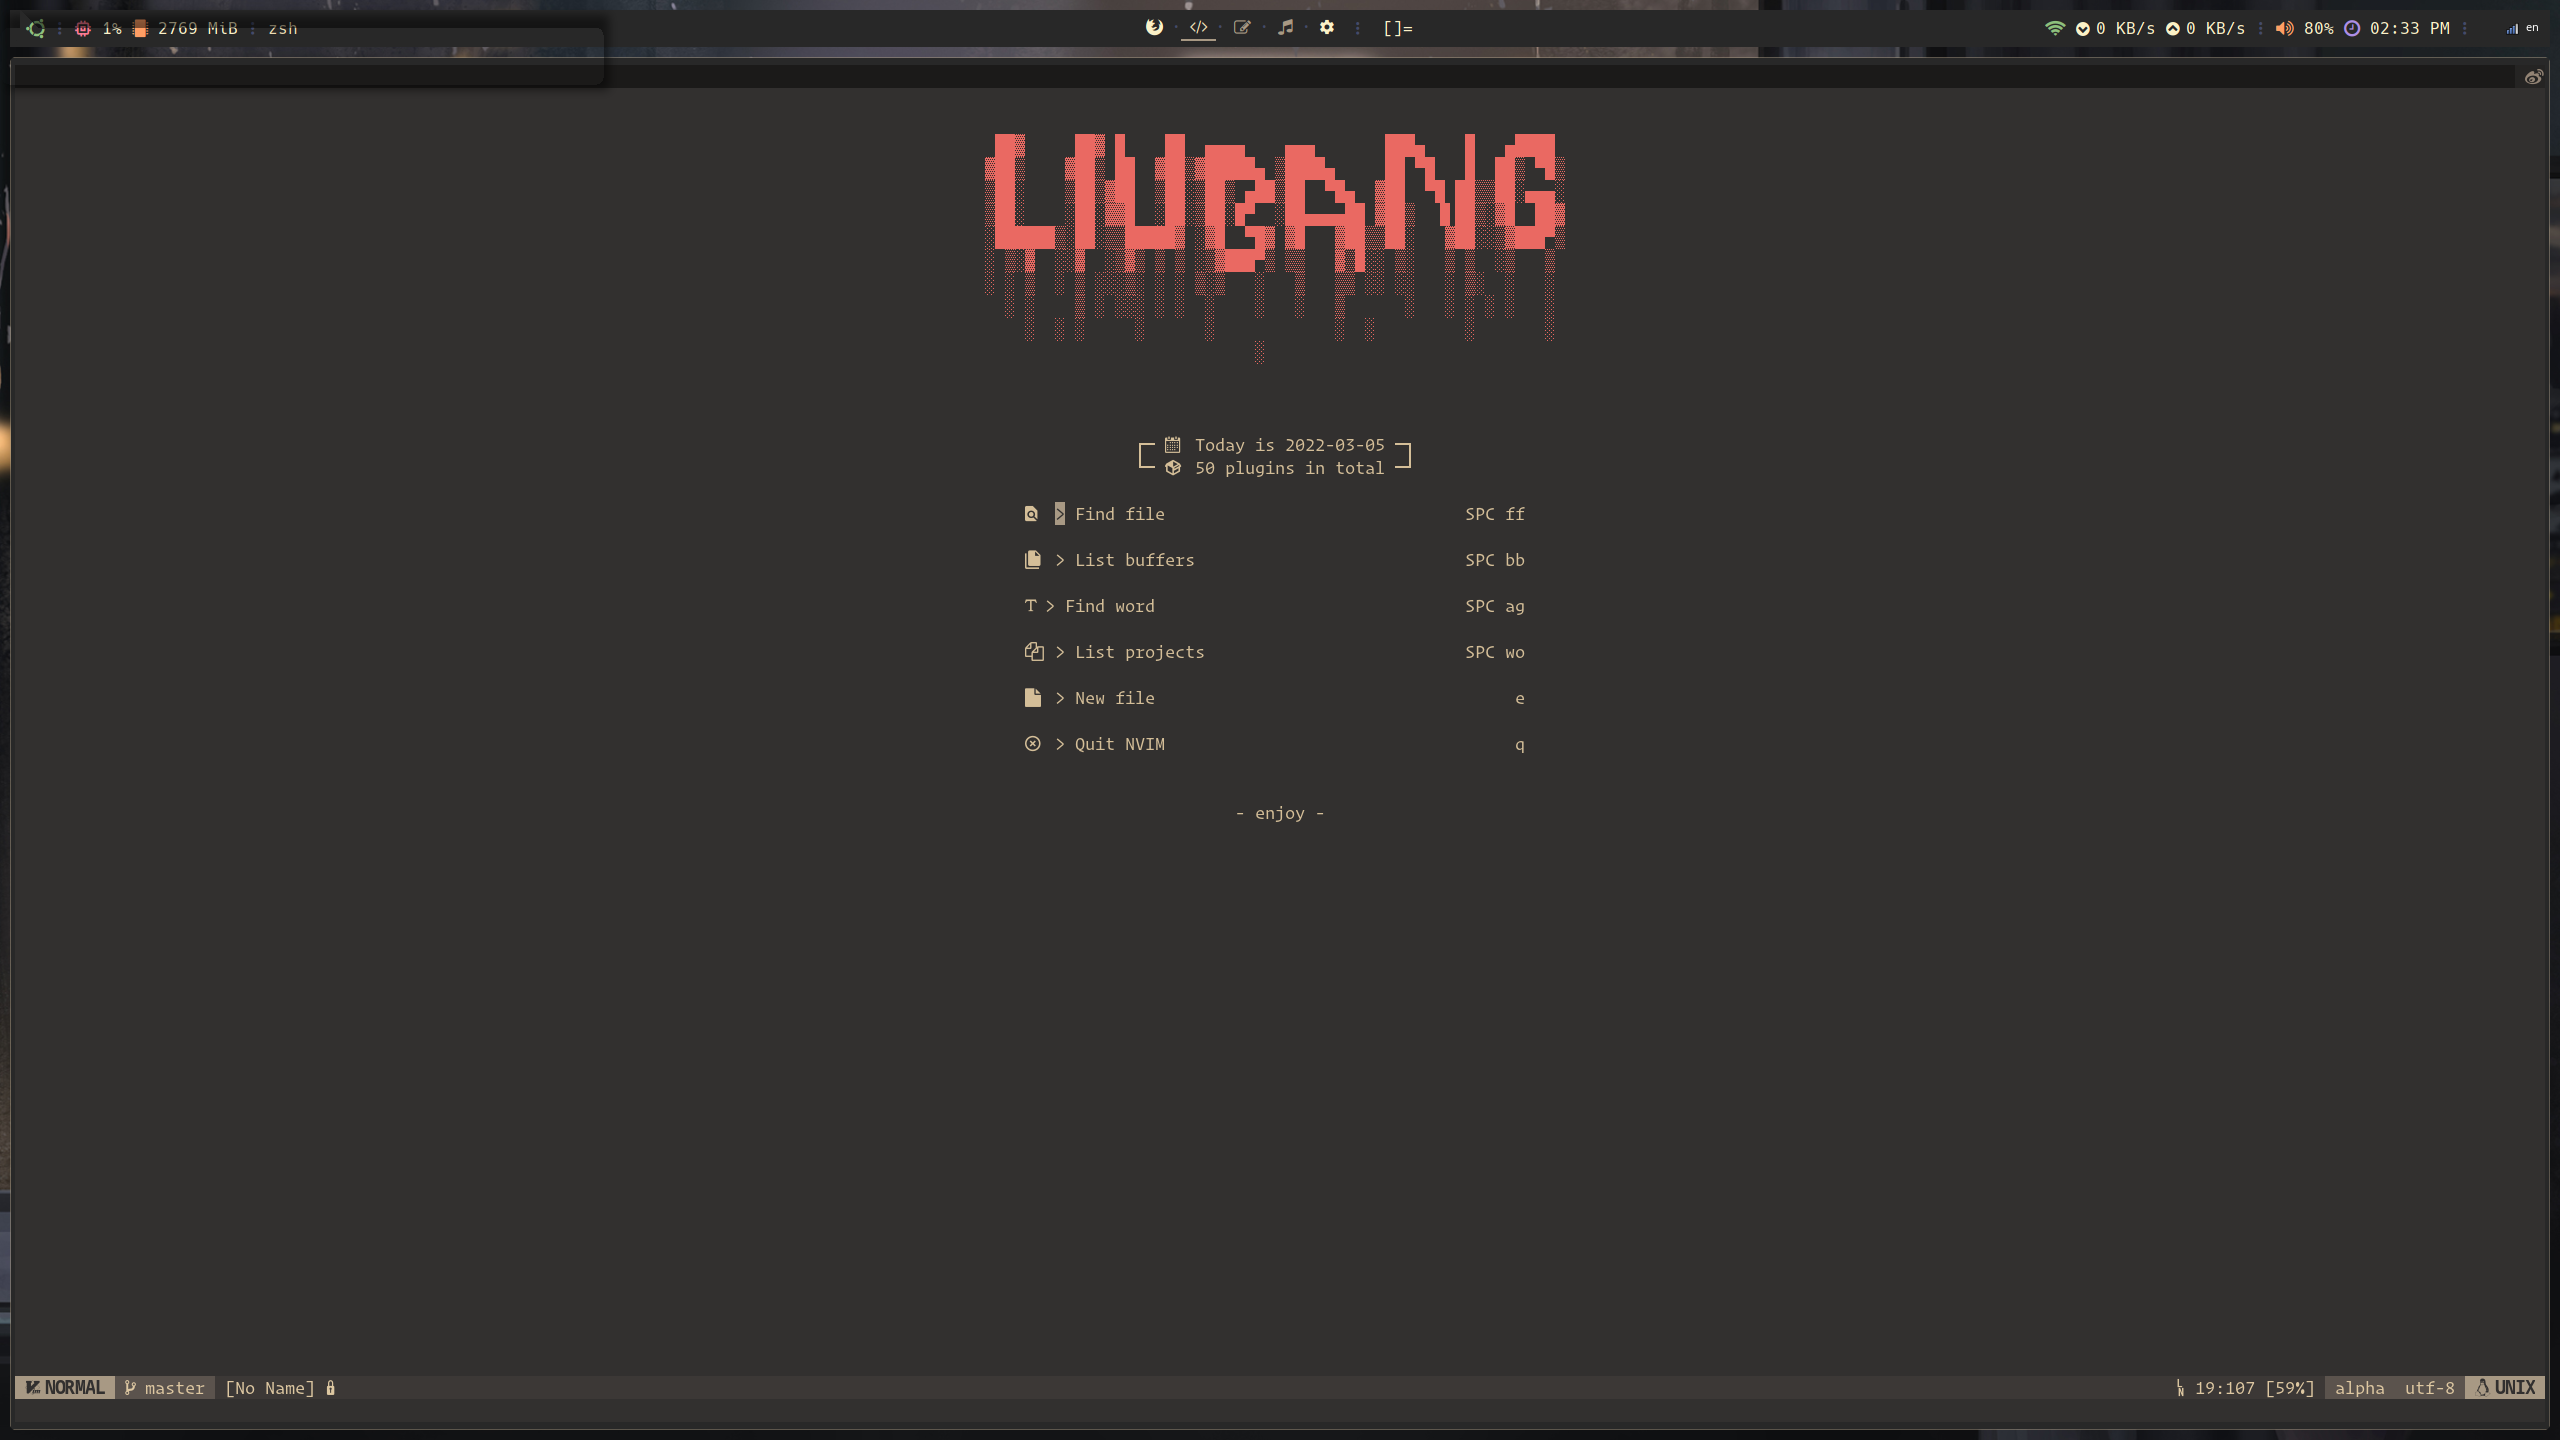 1% 2769 MiB zsh
[]=
0 KB/s 0 KB/s 80% 02:33 PM en
LIUBANG
Today is 2022-03-05
50 plugins in total
> Find file SPC ff
> List buffers SPC bb
T > Find word SPC ag
> List projects SPC wo
> New file e
> Quit NVIM q
- enjoy -
NORMAL master [No Name] LN 19:107 [59%] alpha utf-8 UNIX